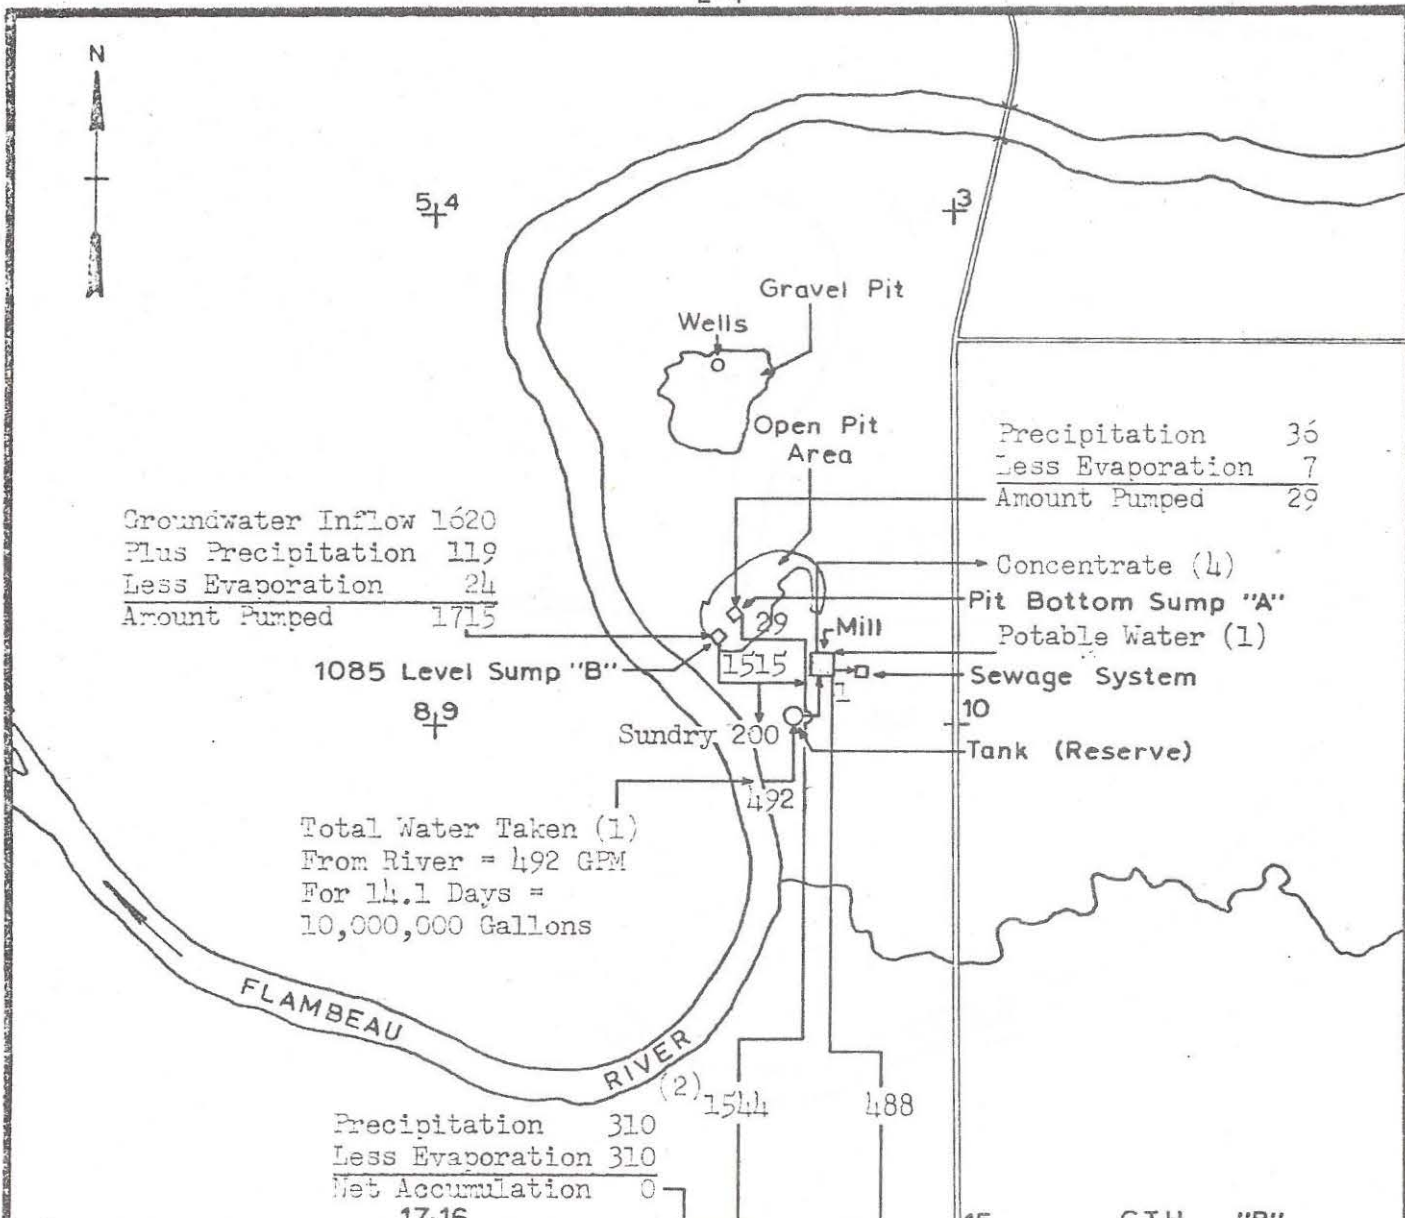 N
5 4
3
Gravel Pit
Wells
Open Pit
Area
Precipitation 36
Less Evaporation 7
Amount Pumped 29
Groundwater Inflow 1620
Plus Precipitation 119
Less Evaporation 24
Amount Pumped 1715
Concentrate (4)
Pit Bottom Sump "A"
29
Mill
Potable Water (1)
1085 Level Sump "B"
1515
Sewage System
1
8 9
10
Sundry 200
Tank (Reserve)
492
Total Water Taken (1)
From River = 492 GPM
For 14.1 Days =
10,000,000 Gallons
FLAMBEAU
RIVER
(2) 1544
488
Precipitation 310
Less Evaporation 310
Net Accumulation 0
17 16
15
C.T.H. "P"